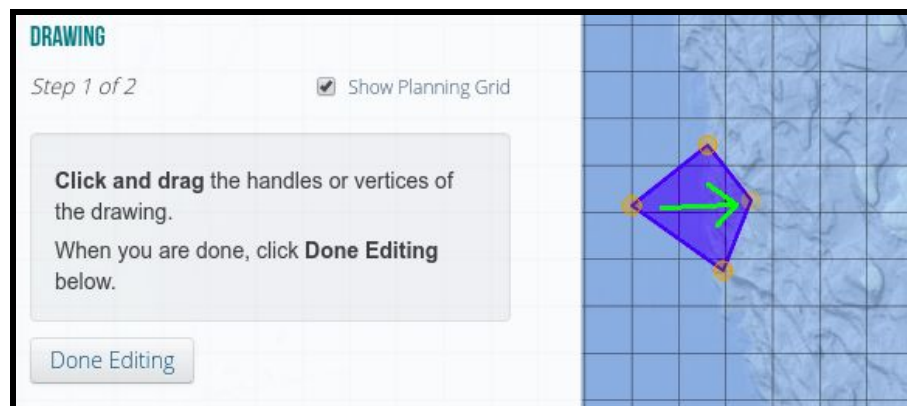 DRAWING
Step 1 of 2
Show Planning Grid
Click and drag the handles or vertices of
the drawing.
When you are done, click Done Editing
below.
Done Editing